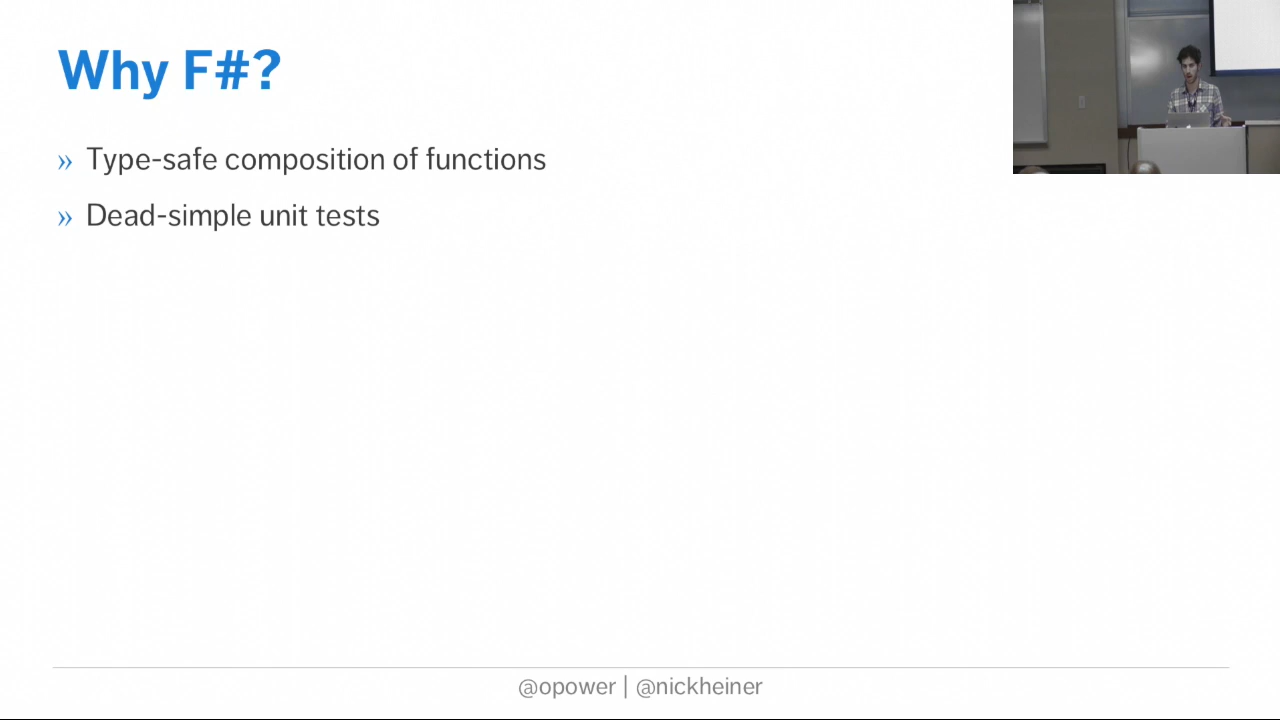 Why F#?
» Type-safe composition of functions
» Dead-simple unit tests
@opower | @nickheiner